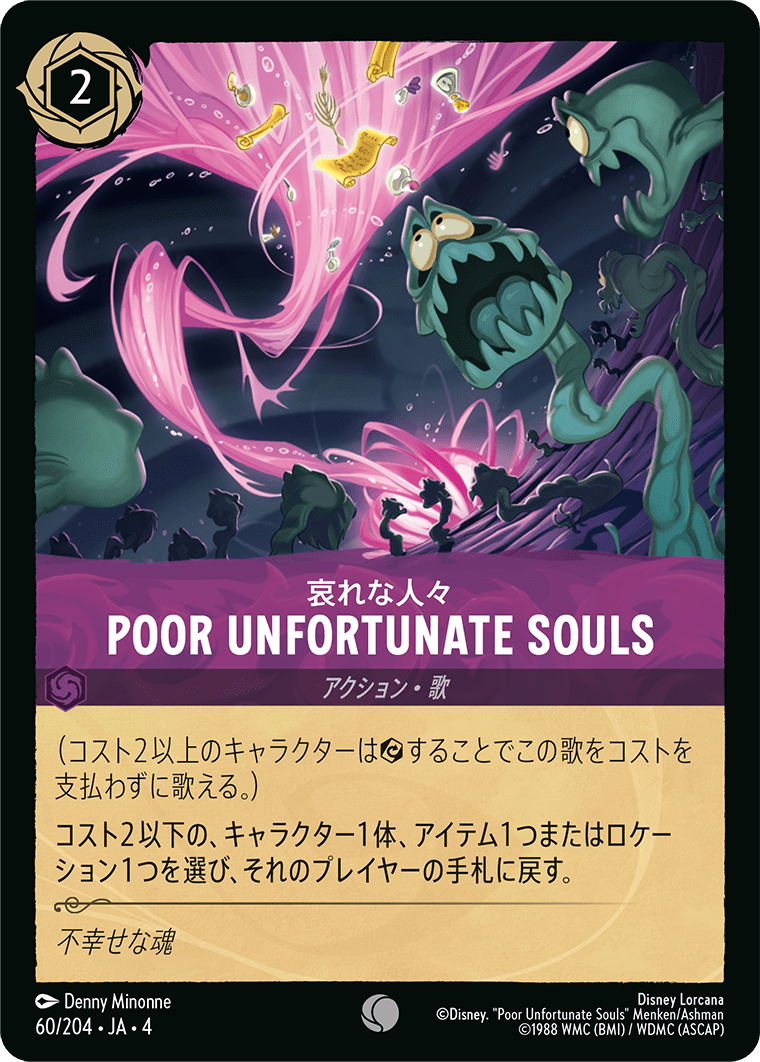 2
哀れな人々
POOR UNFORTUNATE SOULS
アクション・歌
(コスト2以上のキャラクターはすることでこの歌をコストを
支払わずに歌える。)
コスト2以下の、キャラクター1体、アイテム1つまたはロケー
ション1つを選び、それのプレイヤーの手札に戻す。
不幸せな魂
Denny Minonne
60/204 • JA • 4
Disney Lorcana
©Disney. "Poor Unfortunate Souls" Menken/Ashman
©1988 WMC (BMI) / WDMC (ASCAP)